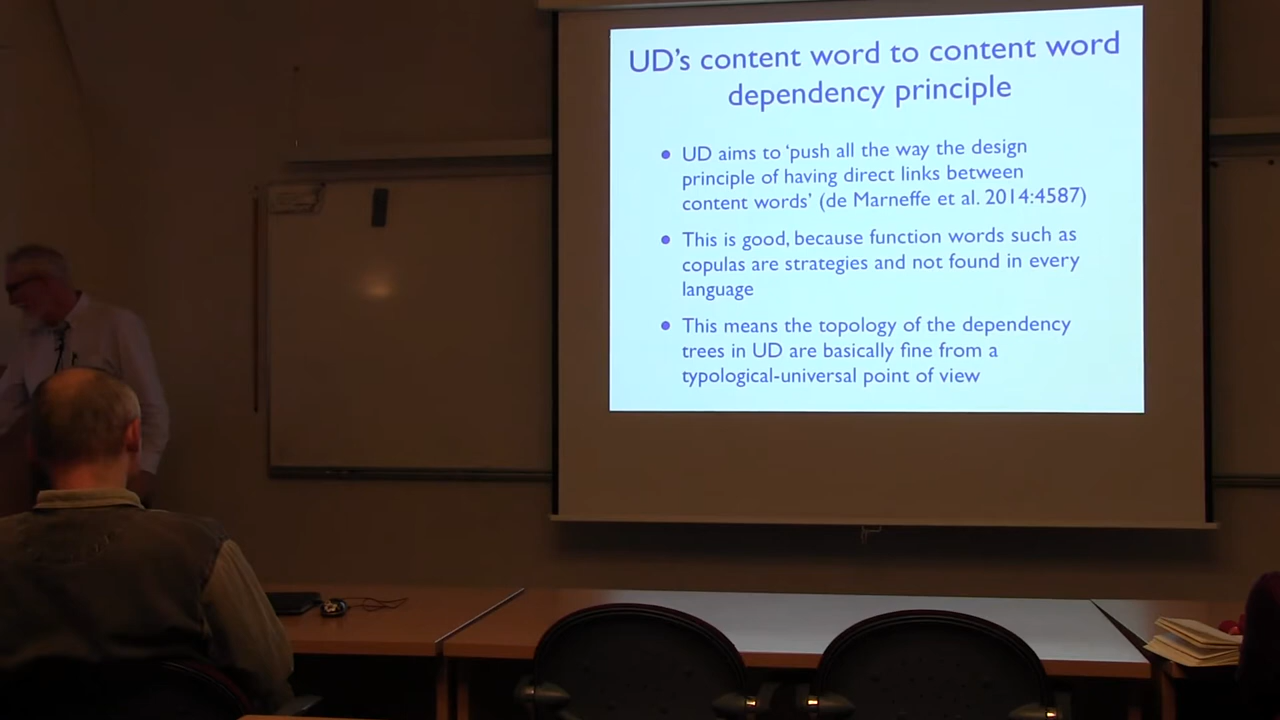 UD's content word to content word
dependency principle
• UD aims to 'push all the way the design
principle of having direct links between
content words' (de Marneffe et al. 2014:4587)
• This is good, because function words such as
copulas are strategies and not found in every
language
• This means the topology of the dependency
trees in UD are basically fine from a
typological-universal point of view